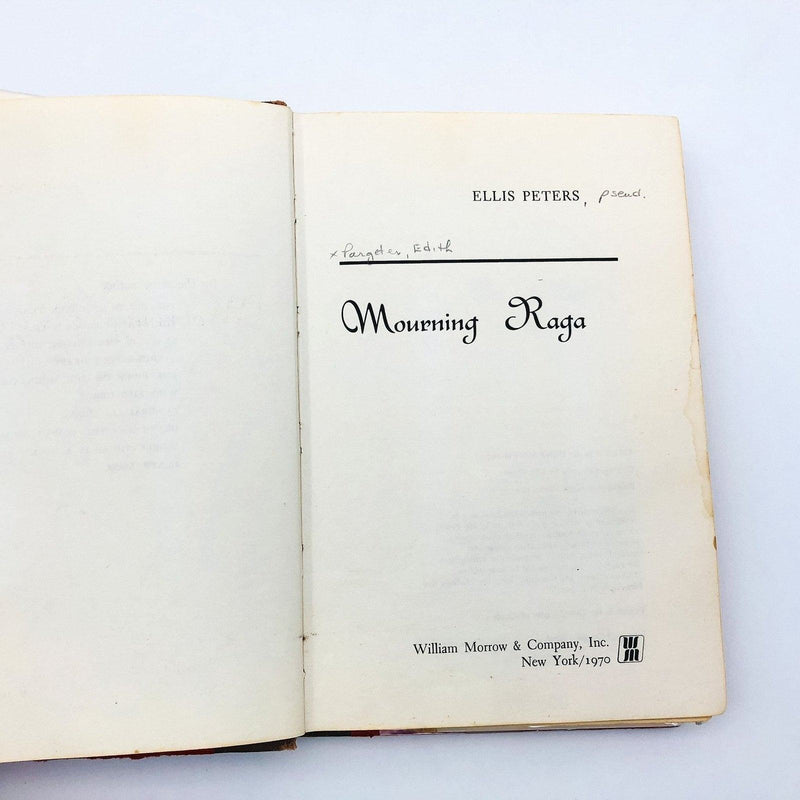 ELLIS PETERS, pseud.
x Pargeter, Edith
Mourning Raga
William Morrow & Company, Inc.
New York/1970